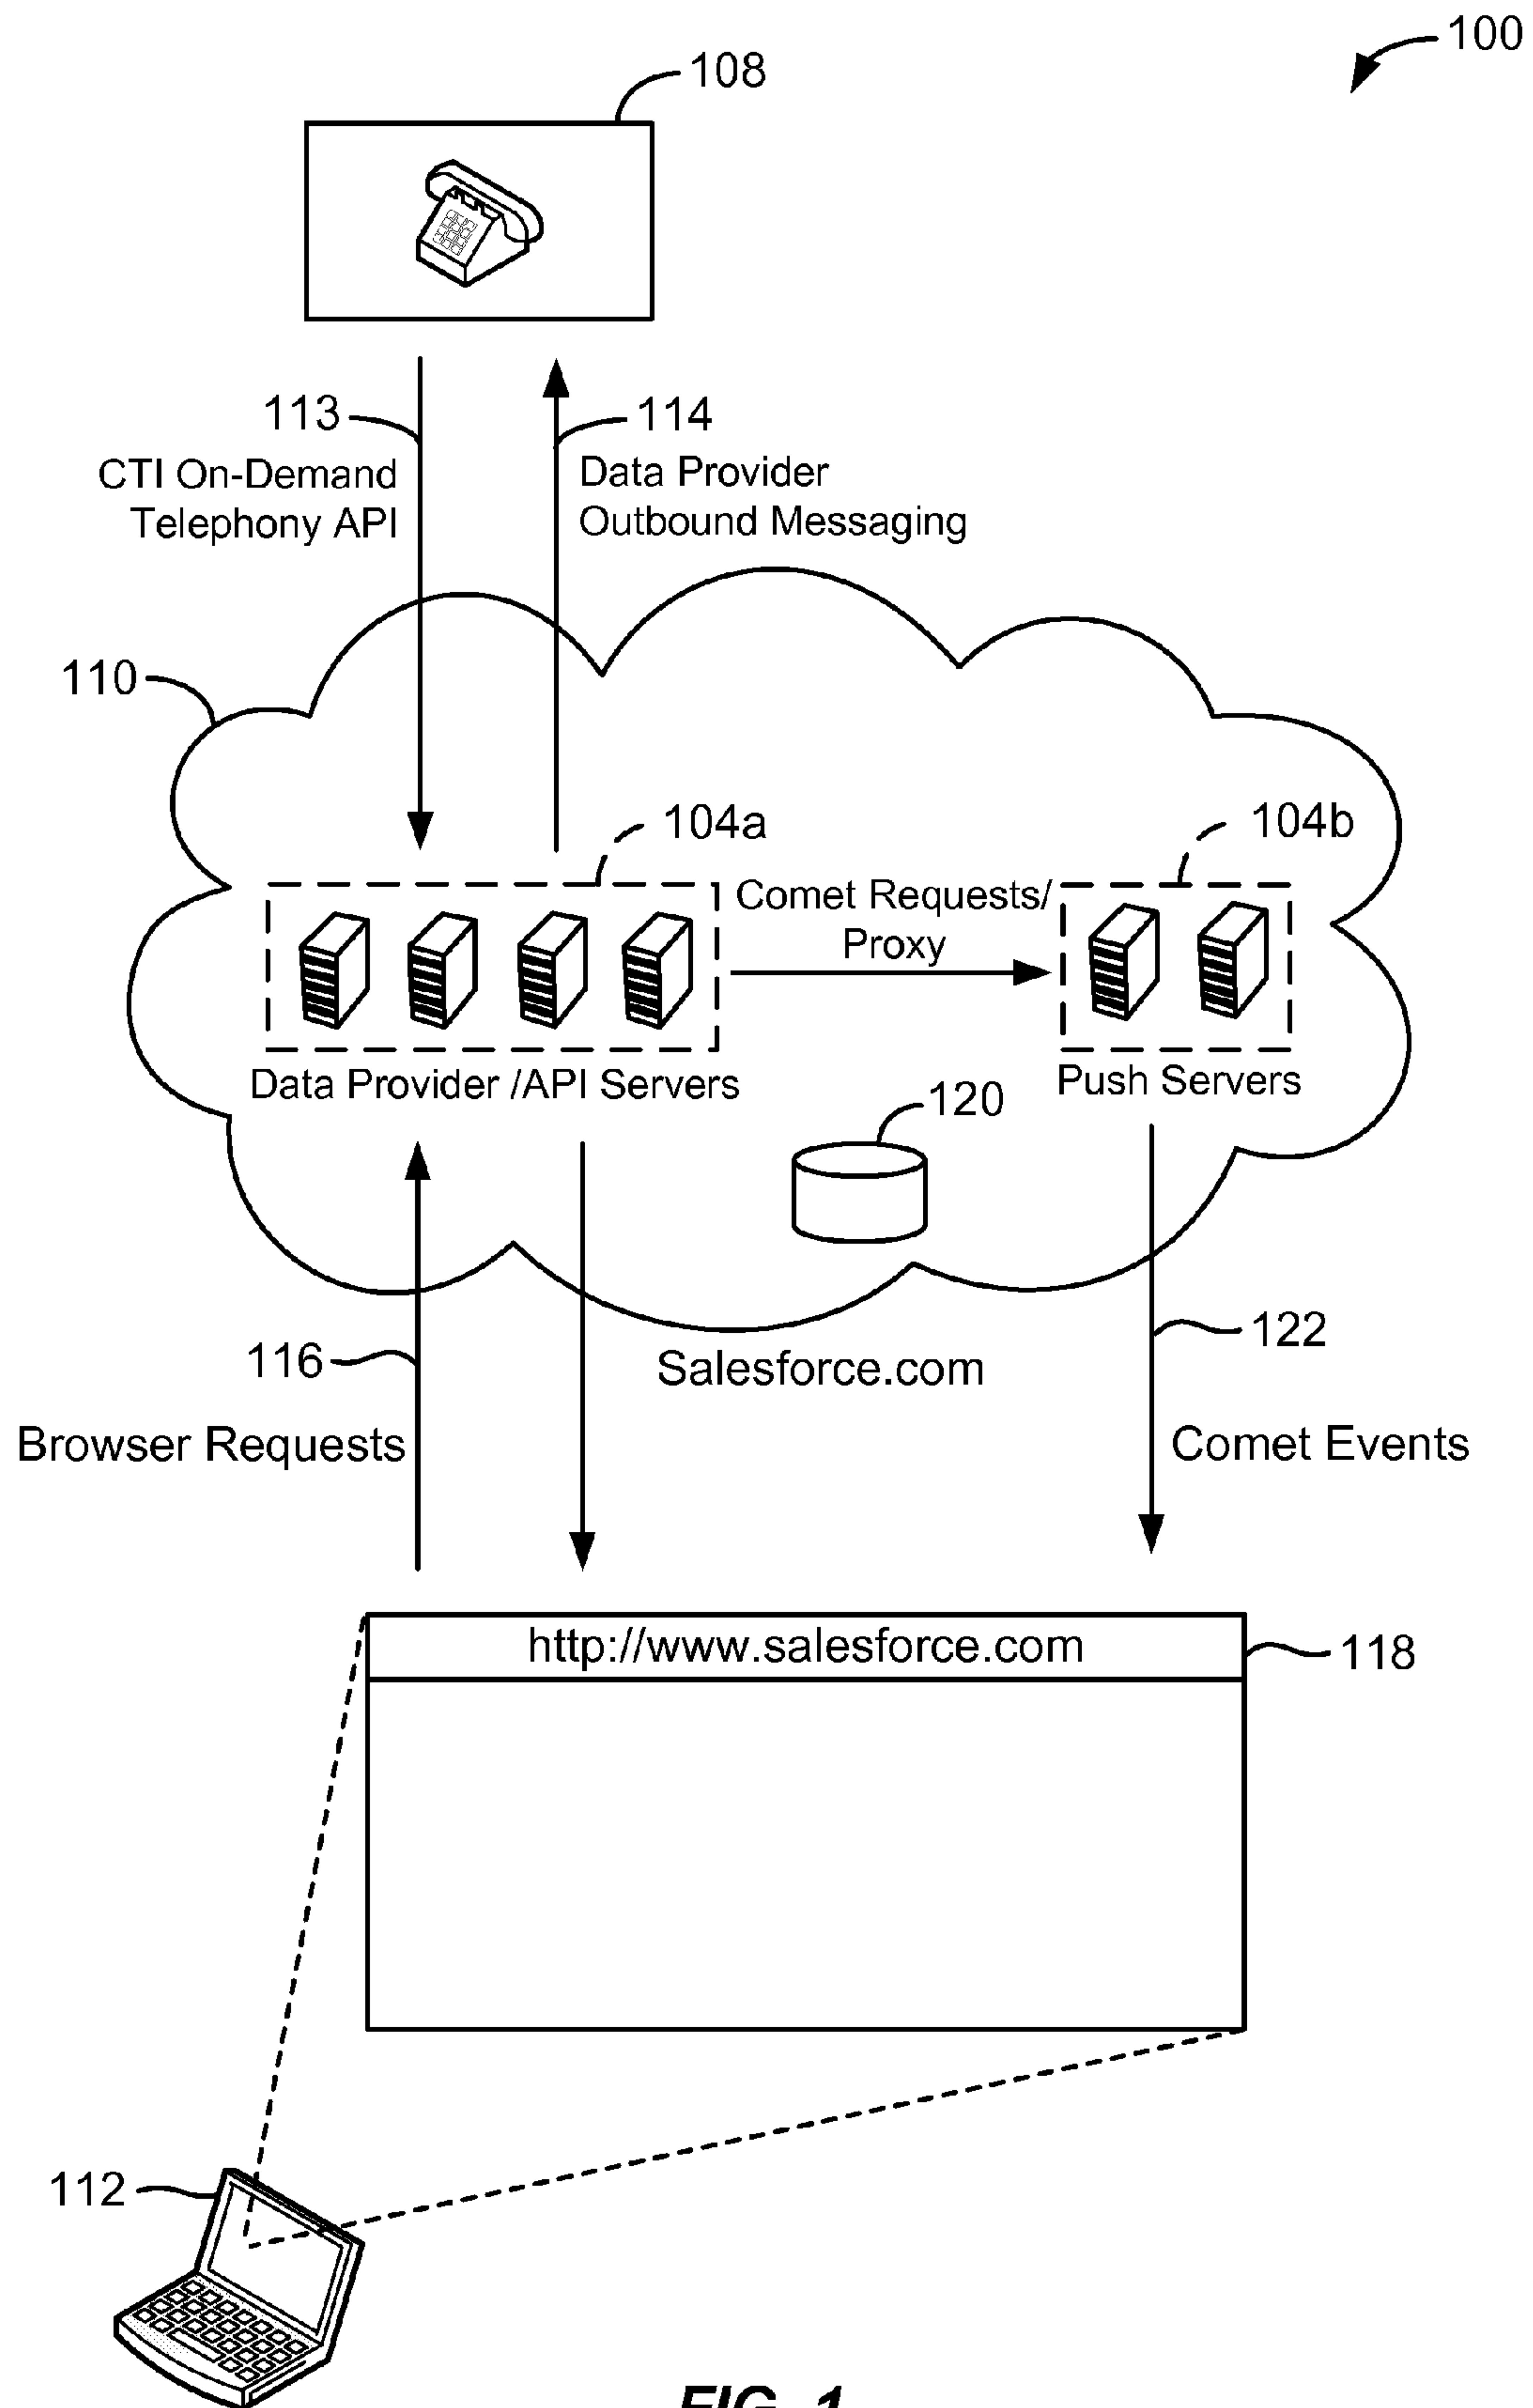 100
108
113
CTI On-Demand
Telephony API
114
Data Provider
Outbound Messaging
110
104a
104b
Comet Requests/
Proxy
Data Provider /API Servers
Push Servers
120
116
Browser Requests
Salesforce.com
122
Comet Events
http://www.salesforce.com
118
112
FIG. 1